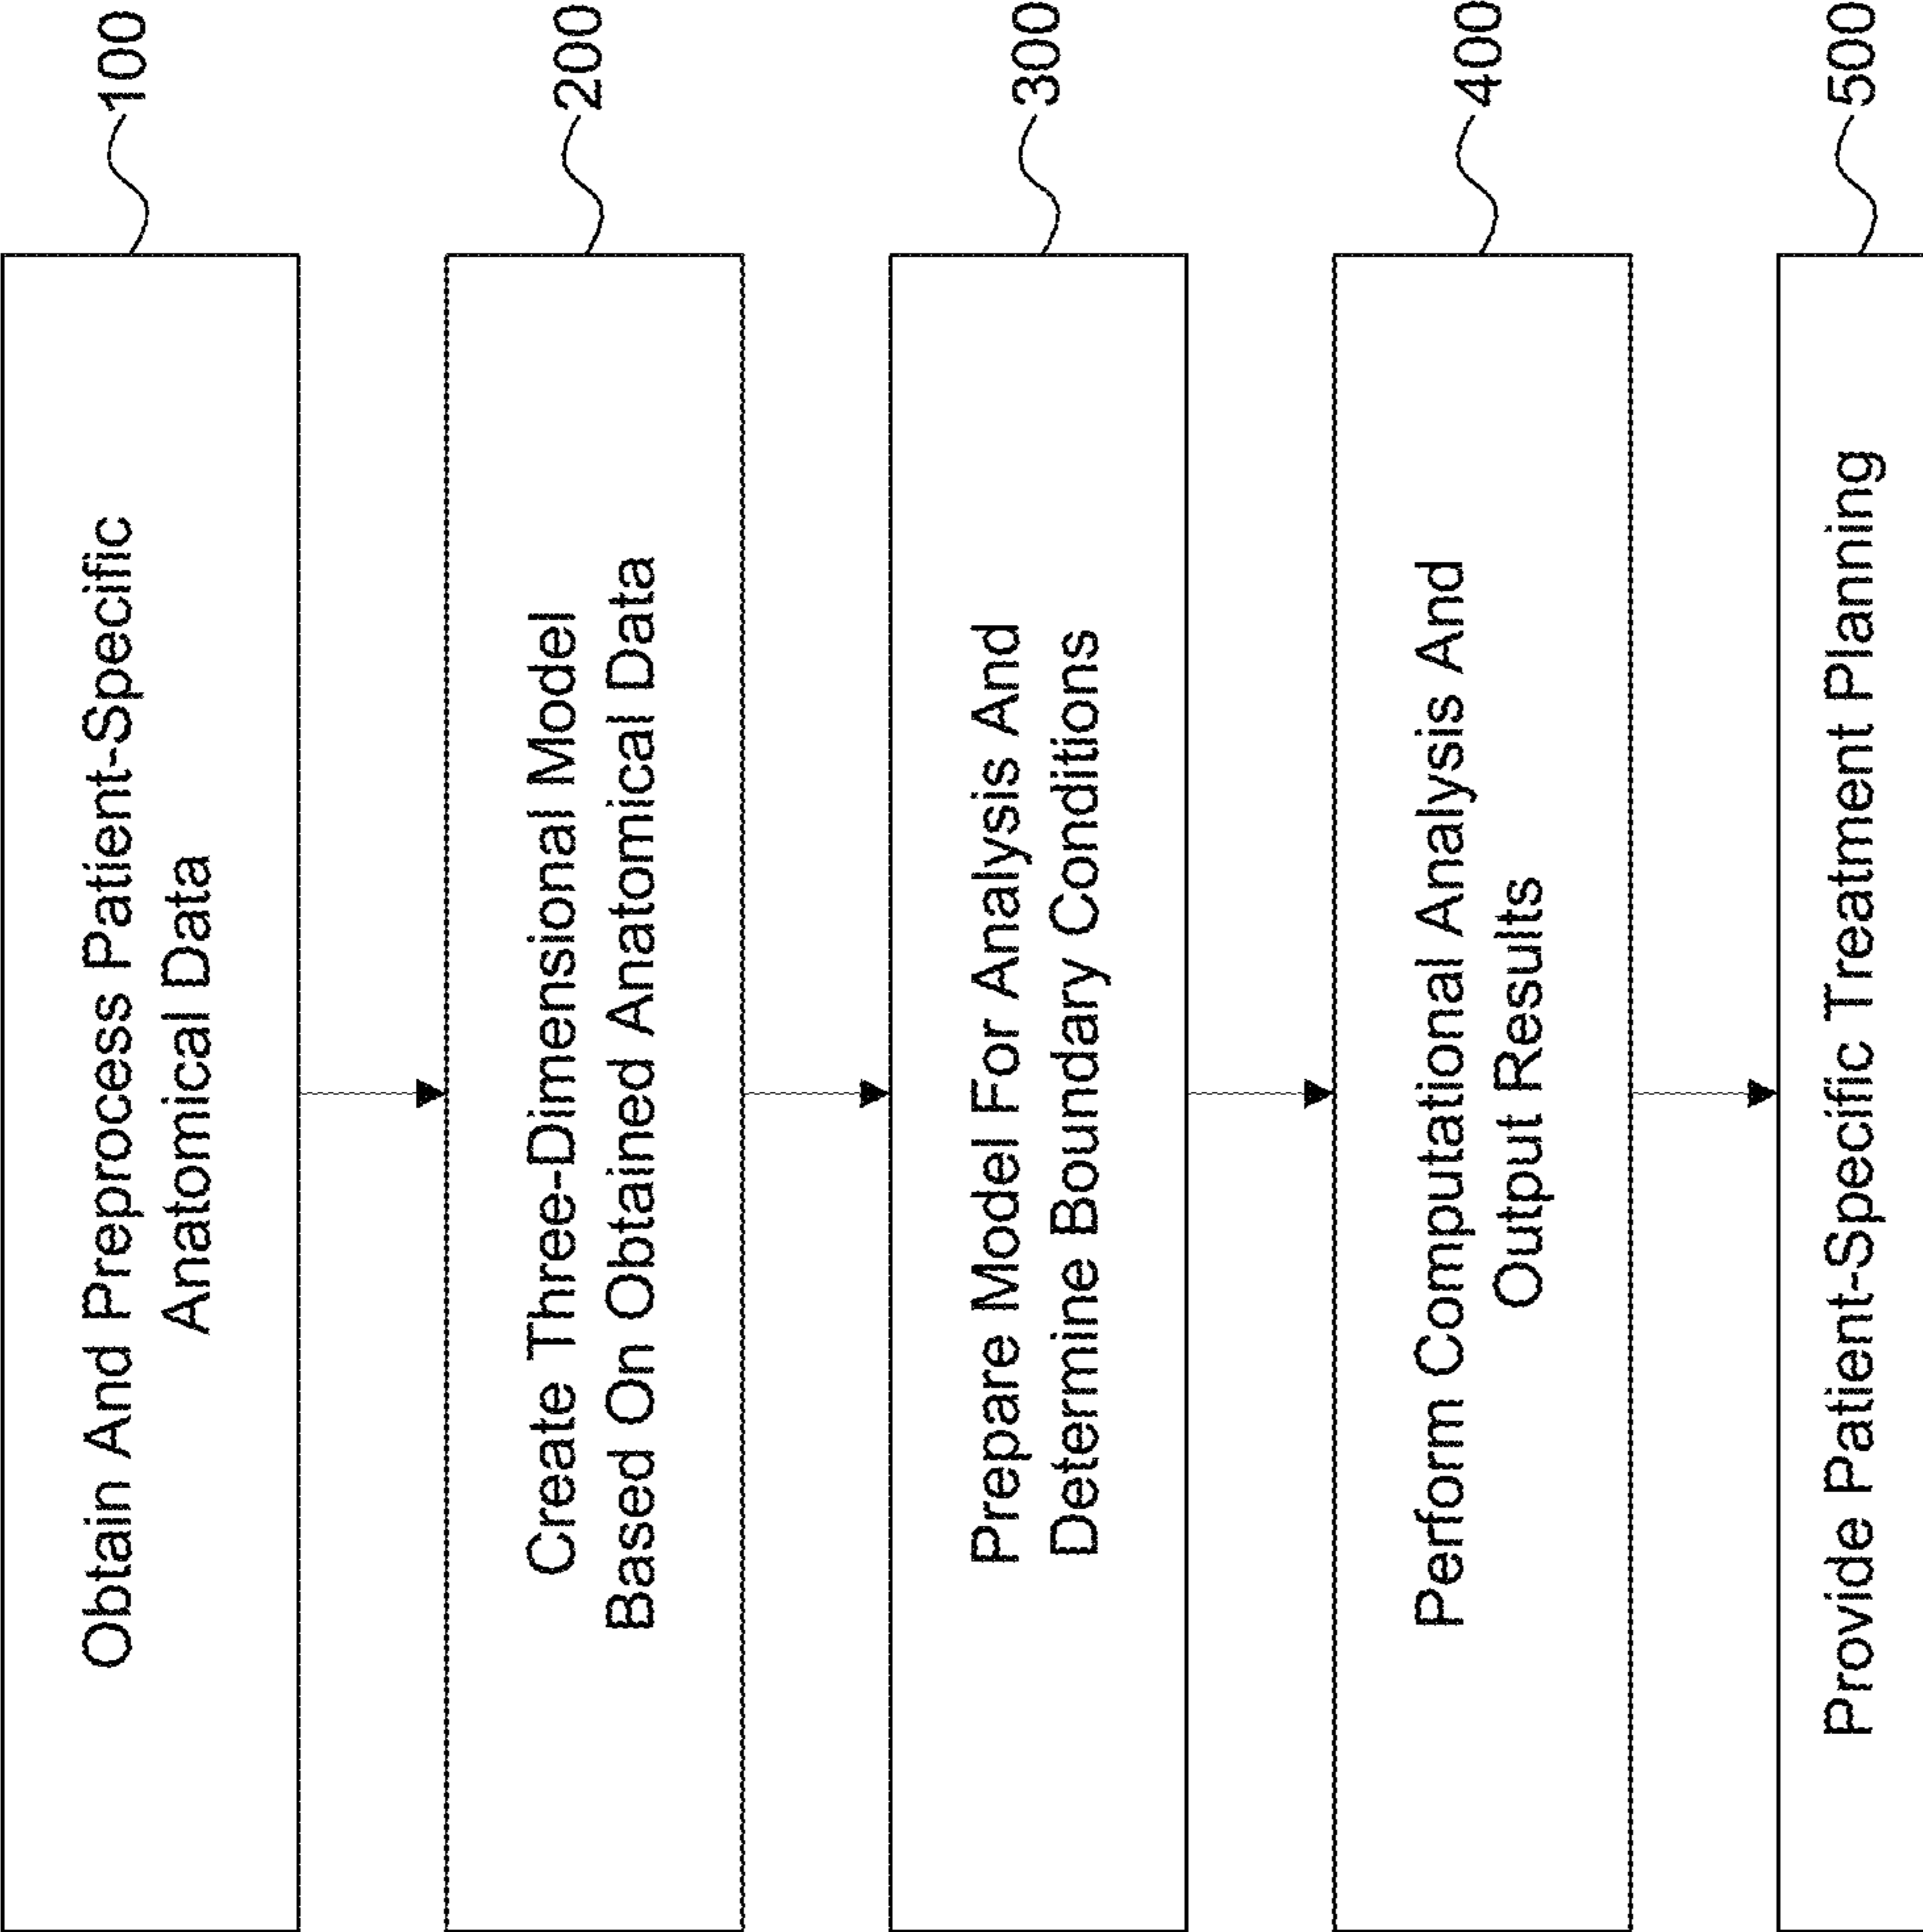 Obtain And Preprocess Patient-Specific
Anatomical Data
100
Create Three-Dimensional Model
Based On Obtained Anatomical Data
200
Prepare Model For Analysis And
Determine Boundary Conditions
300
Perform Computational Analysis And
Output Results
400
Provide Patient-Specific Treatment Planning
500